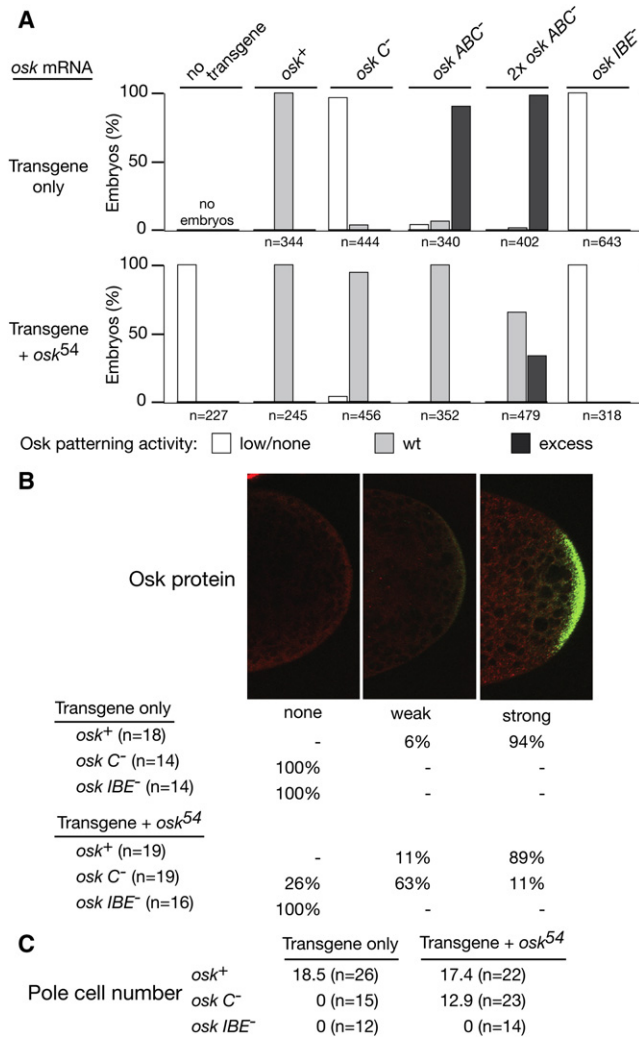 A
osk mRNA
no transgene
osk+
osk C-
osk ABC-
2x osk ABC-
osk IBE-
Transgene only
Embryos (%)
100
50
0
no embryos
n=344
n=444
n=340
n=402
n=643
Transgene + osk54
Embryos (%)
100
50
0
n=227
n=245
n=456
n=352
n=479
n=318
Osk patterning activity: low/none wt excess
B
Osk protein
Transgene only none weak strong
osk+ (n=18) - 6% 94%
osk C- (n=14) 100% - -
osk IBE- (n=14) 100% - -
Transgene + osk54
osk+ (n=19) - 11% 89%
osk C- (n=19) 26% 63% 11%
osk IBE- (n=16) 100% - -
C
Transgene only Transgene + osk54
Pole cell number
osk+ 18.5 (n=26) 17.4 (n=22)
osk C- 0 (n=15) 12.9 (n=23)
osk IBE- 0 (n=12) 0 (n=14)